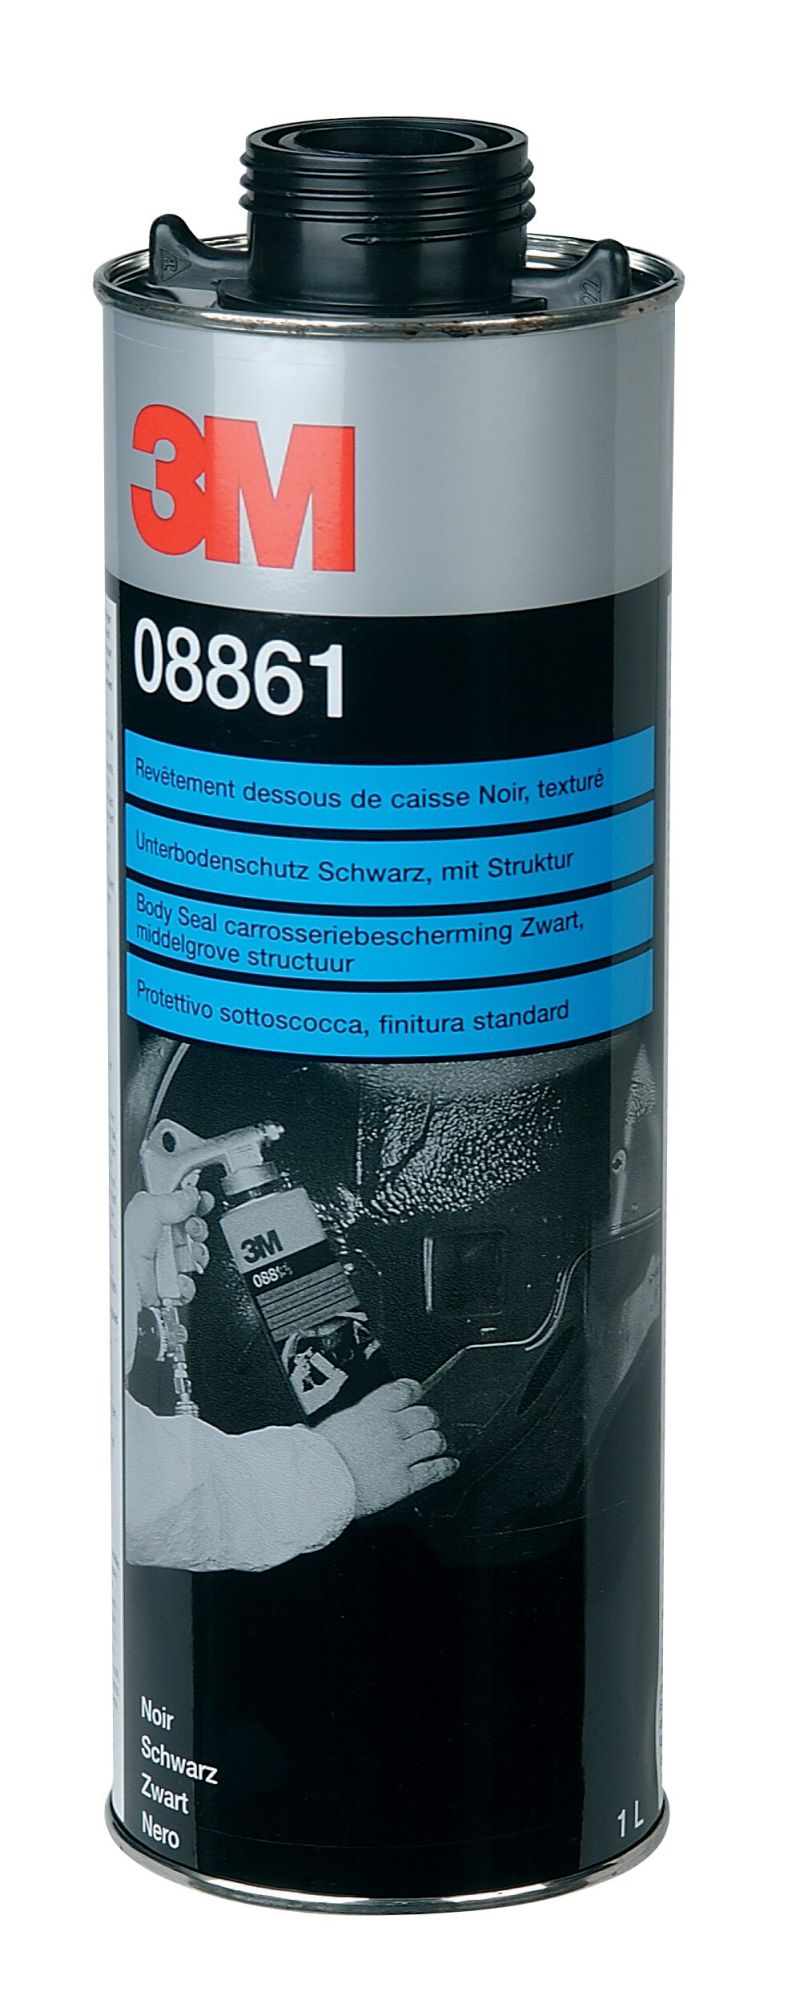 3M
08861
Revêtement dessous de caisse Noir, texturé
Unterbodenschutz Schwarz, mit Struktur
Body Seal carrosseriebescherming Zwart,
middelgrove structuur
Protettivo sottoscocca, finitura standard
3M
Noir
Schwarz
Zwart
Nero
1 L